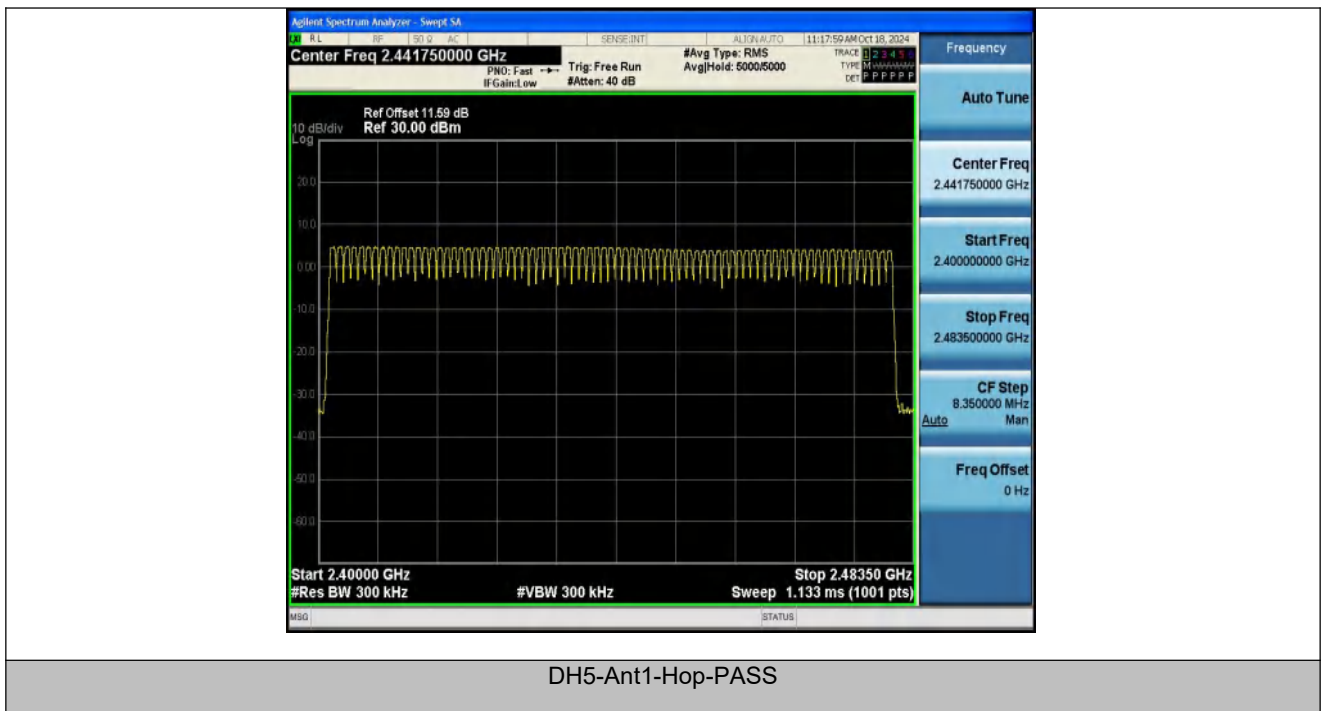 Agilent Spectrum Analyzer - Swept SA
RL RF 50 Ω AC SENSE:INT ALIGN AUTO 11:17:59 AM Oct 18, 2024
Center Freq 2.441750000 GHz
PNO: Fast
IFGain:Low
Trig: Free Run
#Atten: 40 dB
#Avg Type: RMS
Avg|Hold: 5000/5000
TRACE 1 2 3 4 5 6
TYPE M
DET P P P P P P
Ref Offset 11.59 dB
10 dB/div Ref 30.00 dBm
Log
20.0
10.0
0.00
-10.0
-20.0
-30.0
-40.0
-50.0
-60.0
Start 2.40000 GHz Stop 2.48350 GHz
#Res BW 300 kHz #VBW 300 kHz Sweep 1.133 ms (1001 pts)
MSG STATUS
Frequency
Auto Tune
Center Freq
2.441750000 GHz
Start Freq
2.400000000 GHz
Stop Freq
2.483500000 GHz
CF Step
8.350000 MHz
Auto Man
Freq Offset
0 Hz
DH5-Ant1-Hop-PASS